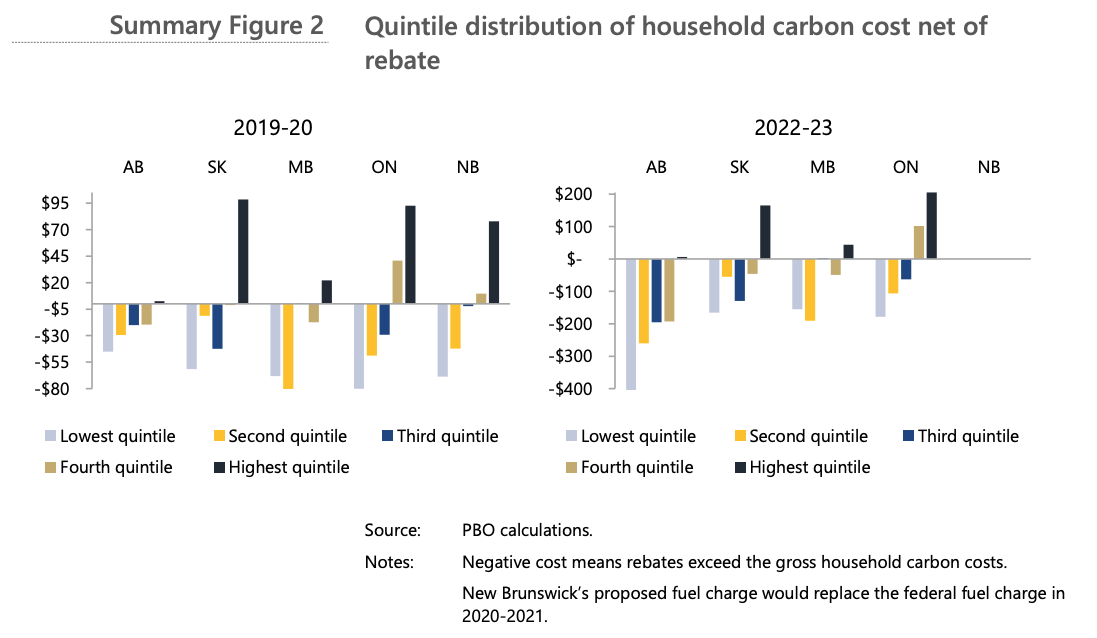 Summary Figure 2
Quintile distribution of household carbon cost net of
rebate
2019-20
AB SK MB ON NB
$95
$70
$45
$20
-$5
-$30
-$55
-$80
Lowest quintile Second quintile Third quintile
Fourth quintile Highest quintile
2022-23
AB SK MB ON NB
$200
$100
$-
-$100
-$200
-$300
-$400
Lowest quintile Second quintile Third quintile
Fourth quintile Highest quintile
Source: PBO calculations.
Notes: Negative cost means rebates exceed the gross household carbon costs.
New Brunswick’s proposed fuel charge would replace the federal fuel charge in
2020-2021.